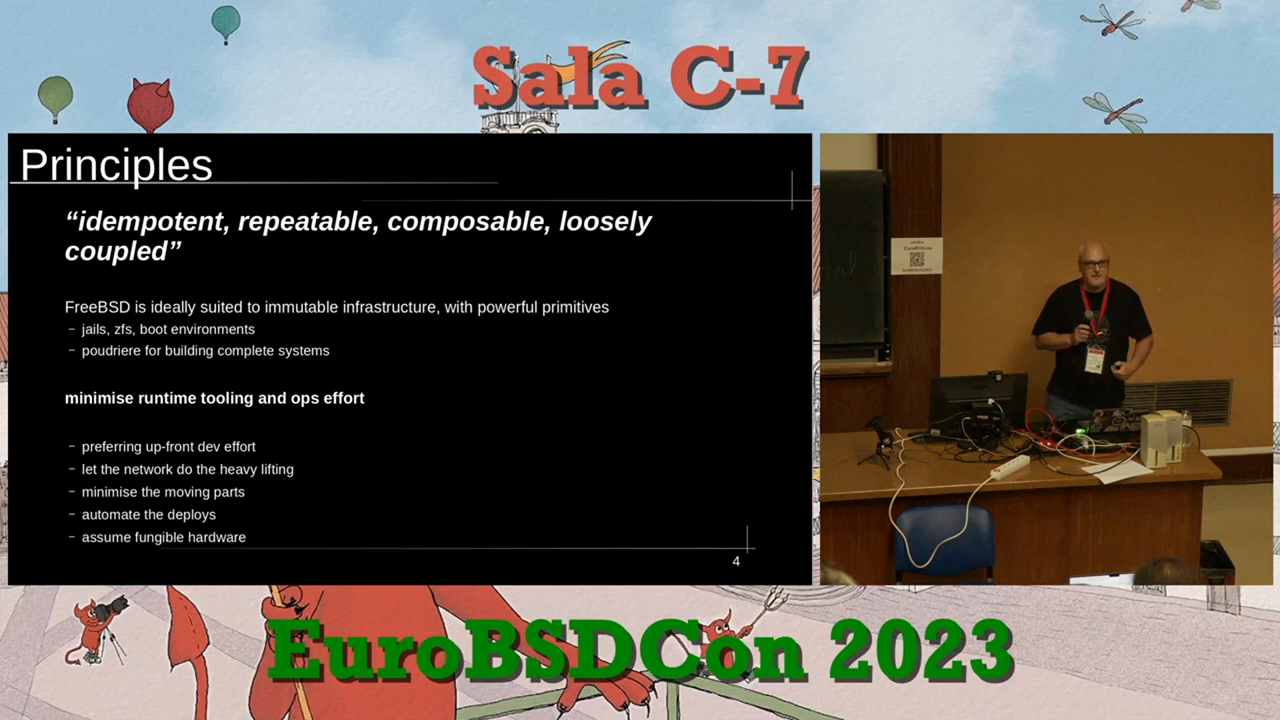 Sala C-7
Principles
“idempotent, repeatable, composable, loosely
coupled”
FreeBSD is ideally suited to immutable infrastructure, with powerful primitives
– jails, zfs, boot environments
– poudriere for building complete systems
minimise runtime tooling and ops effort
– preferring up-front dev effort
– let the network do the heavy lifting
– minimise the moving parts
– automate the deploys
– assume fungible hardware
4
EuroBSDCon 2023